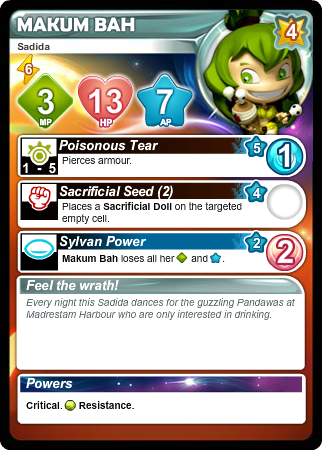 MAKUM BAH
4
Sadida
6
3
MP
13
HP
7
AP
Poisonous Tear
5
1
1 - 5
Pierces armour.
Sacrificial Seed (2)
4
Places a Sacrificial Doll on the targeted
empty cell.
Sylvan Power
2
2
Makum Bah loses all her and .
Feel the wrath!
Every night this Sadida dances for the guzzling Pandawas at
Madrestam Harbour who are only interested in drinking.
Powers
Critical. Resistance.